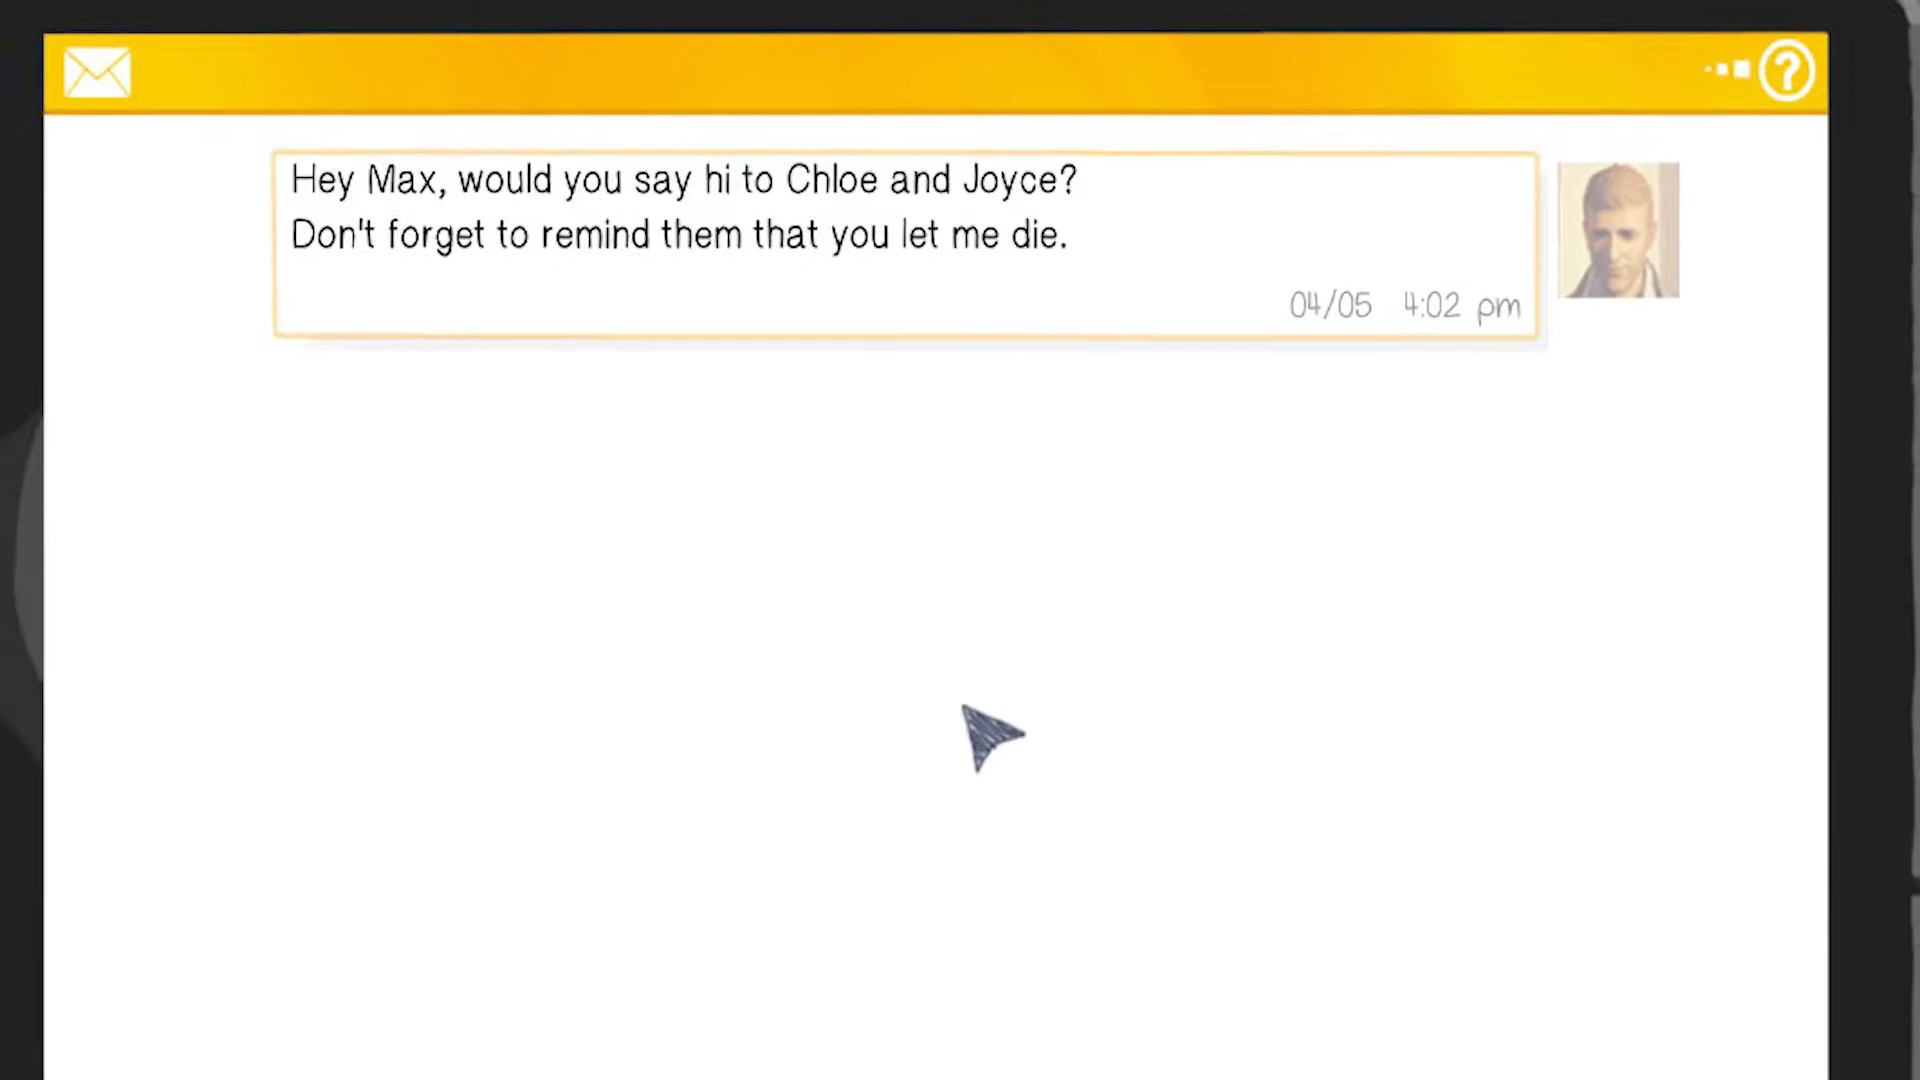 Hey Max, would you say hi to Chloe and Joyce?
Don't forget to remind them that you let me die.
04/05 4:02 pm
?